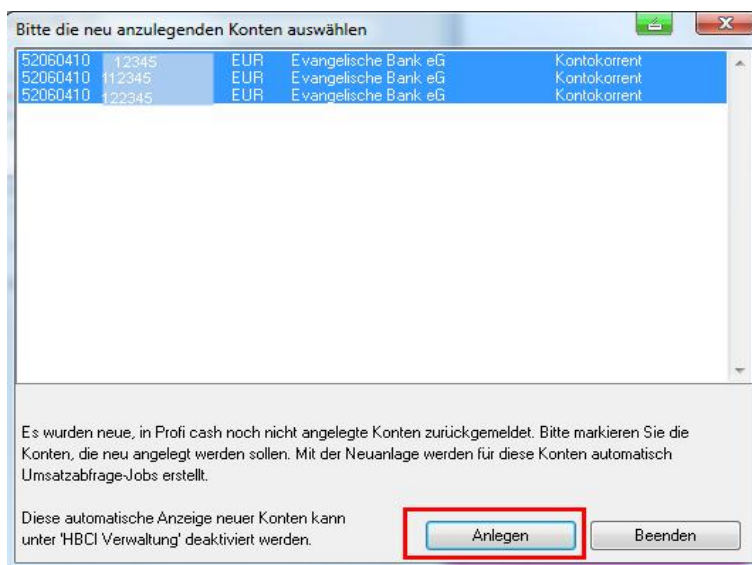 Bitte die neu anzulegenden Konten auswählen
52060410 12345 EUR Evangelische Bank eG Kontokorrent
52060410 112345 EUR Evangelische Bank eG Kontokorrent
52060410 122345 EUR Evangelische Bank eG Kontokorrent
Es wurden neue, in Profi cash noch nicht angelegte Konten zurückgemeldet. Bitte markieren Sie die
Konten, die neu angelegt werden sollen. Mit der Neuanlage werden für diese Konten automatisch
Umsatzabfrage-Jobs erstellt.
Diese automatische Anzeige neuer Konten kann
unter 'HBCI Verwaltung' deaktiviert werden.
Anlegen Beenden